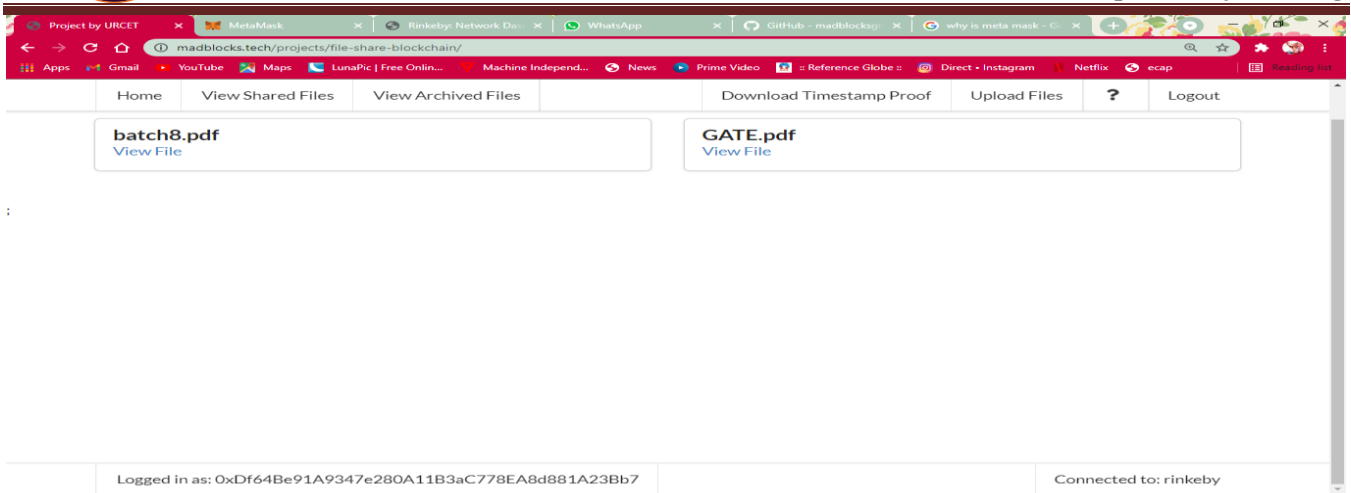 Project by URCET MetaMask Rinkeby: Network Das WhatsApp GitHub - madblocksgi why is meta mask - G
madblocks.tech/projects/file-share-blockchain/
Apps Gmail YouTube Maps LunaPic | Free Onlin... Machine Independ... News Prime Video :: Reference Globe :: Direct • Instagram Netflix ecap Reading list
Home View Shared Files View Archived Files Download Timestamp Proof Upload Files ? Logout
batch8.pdf GATE.pdf
View File View File
;
Logged in as: 0xDf64Be91A9347e280A11B3aC778EA8d881A23Bb7 Connected to: rinkeby